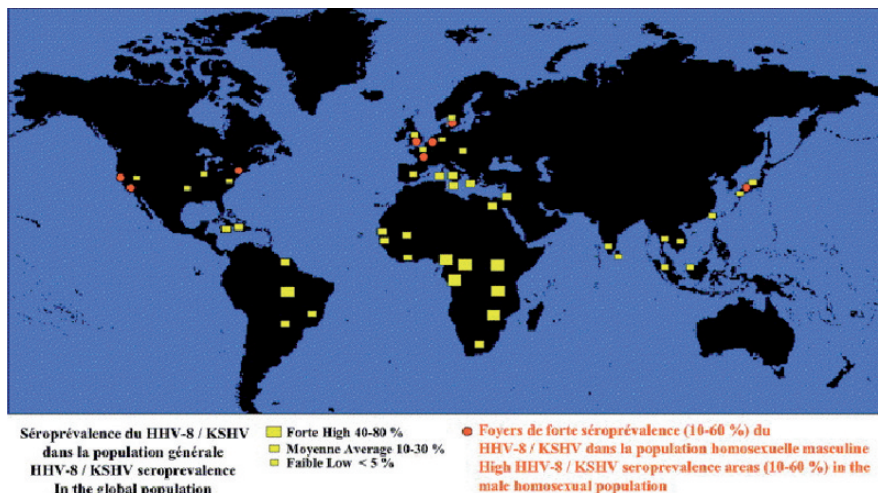 Séroprévalence du HHV-8 / KSHV
dans la population générale
HHV-8 / KSHV seroprevalence
In the global population
Forte High 40-80 %
Moyenne Average 10-30 %
Faible Low < 5 %
Foyers de forte séroprévalence (10-60 %) du
HHV-8 / KSHV dans la population homosexuelle masculine
High HHV-8 / KSHV seroprevalence areas (10-60 %) in the
male homosexual population